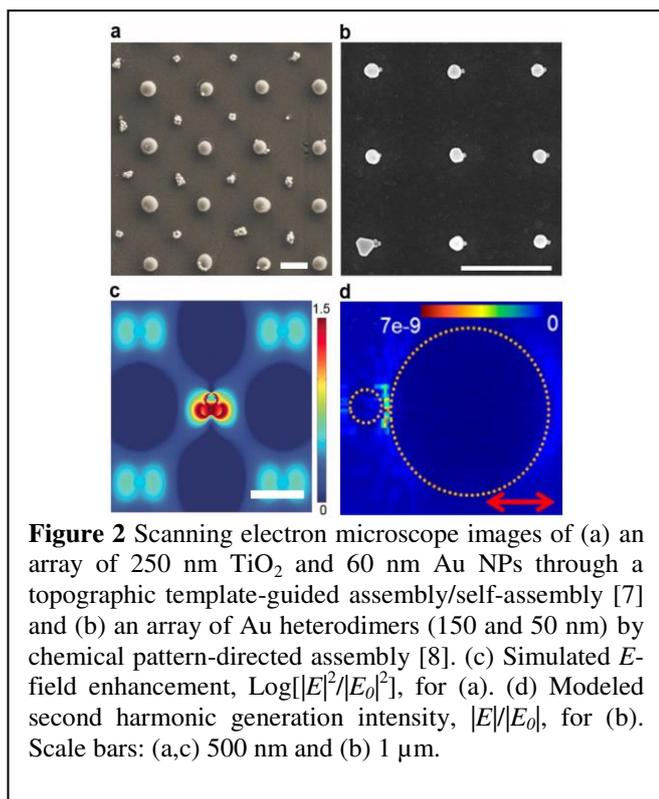 a
b
c
d
1.5
0
7e-9
0
Figure 2 Scanning electron microscope images of (a) an
array of 250 nm TiO₂ and 60 nm Au NPs through a
topographic template-guided assembly/self-assembly [7]
and (b) an array of Au heterodimers (150 and 50 nm) by
chemical pattern-directed assembly [8]. (c) Simulated E-
field enhancement, Log[|E|²/|E₀|²], for (a). (d) Modeled
second harmonic generation intensity, |E|/|E₀|, for (b).
Scale bars: (a,c) 500 nm and (b) 1 µm.